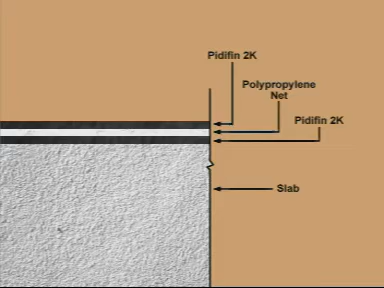 Pidifin 2K
Polypropylene
Net
Pidifin 2K
Slab